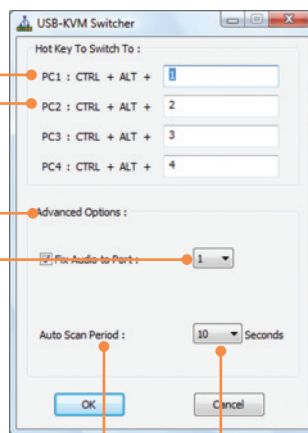 USB-KVM Switcher
Hot Key To Switch To :
PC1 : CTRL + ALT + 1
PC2 : CTRL + ALT + 2
PC3 : CTRL + ALT + 3
PC4 : CTRL + ALT + 4
Advanced Options :
Fix Audio to Port : 1
Auto Scan Period : 10 Seconds
OK Cancel